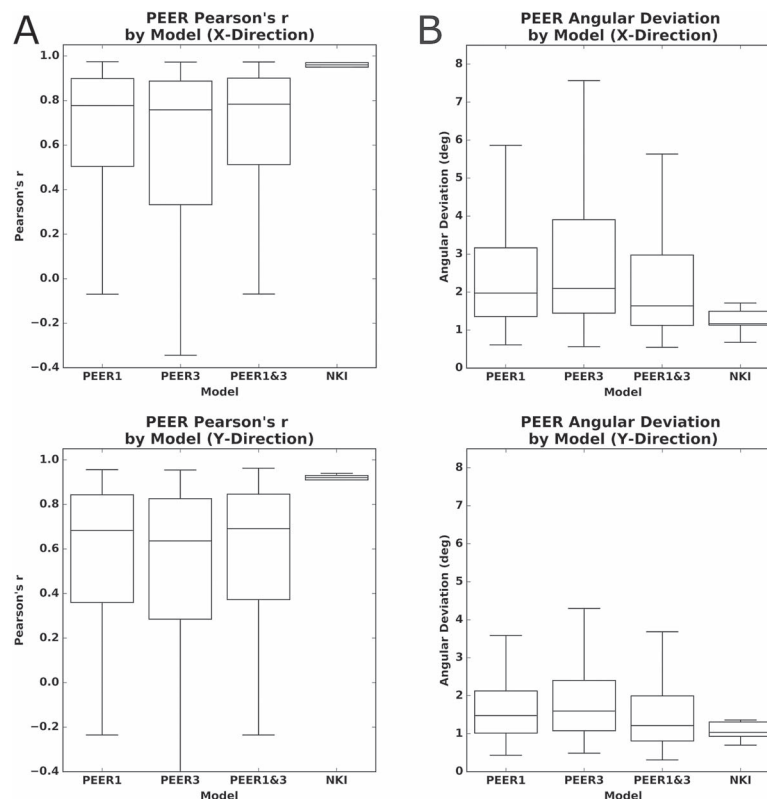 A
PEER Pearson's r
by Model (X-Direction)
1.0
0.8
0.6
0.4
0.2
0.0
−0.2
−0.4
Pearson's r
PEER1 PEER3 PEER1&3 NKI
Model
B
PEER Angular Deviation
by Model (X-Direction)
8
7
6
5
4
3
2
1
0
Angular Deviation (deg)
PEER1 PEER3 PEER1&3 NKI
Model
PEER Pearson's r
by Model (Y-Direction)
1.0
0.8
0.6
0.4
0.2
0.0
−0.2
−0.4
Pearson's r
PEER1 PEER3 PEER1&3 NKI
Model
PEER Angular Deviation
by Model (Y-Direction)
8
7
6
5
4
3
2
1
0
Angular Deviation (deg)
PEER1 PEER3 PEER1&3 NKI
Model